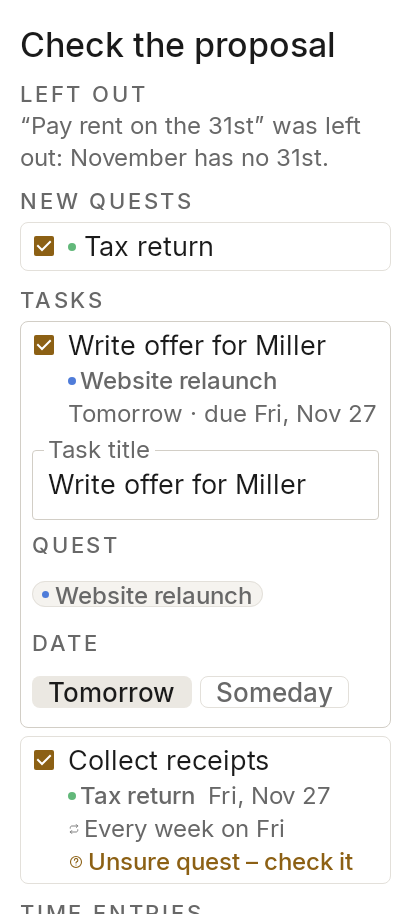 Check the proposal
LEFT OUT
“Pay rent on the 31st” was left
out: November has no 31st.
NEW QUESTS
Tax return
TASKS
Write offer for Miller
Website relaunch
Tomorrow · due Fri, Nov 27
Task title
Write offer for Miller
QUEST
Website relaunch
DATE
Tomorrow Someday
Collect receipts
Tax return Fri, Nov 27
Every week on Fri
Unsure quest – check it
TIME ENTRIES